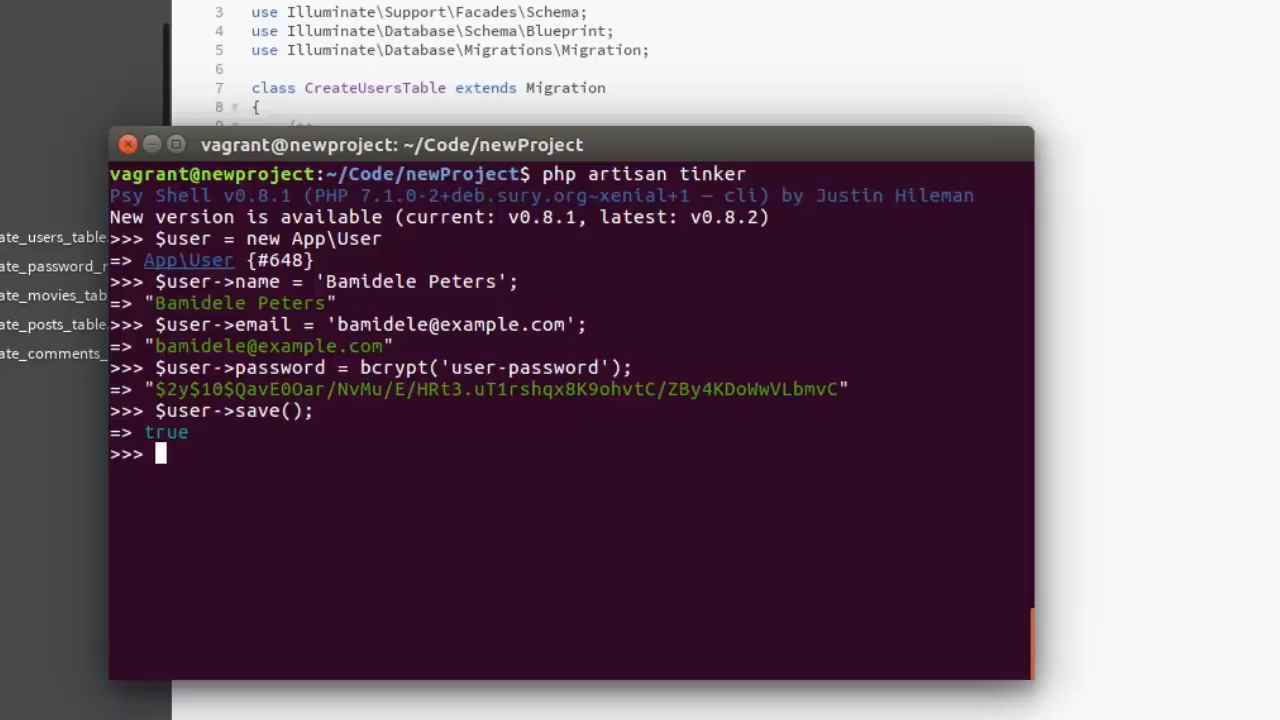 3 use Illuminate\Support\Facades\Schema;
4 use Illuminate\Database\Schema\Blueprint;
5 use Illuminate\Database\Migrations\Migration;
6
7 class CreateUsersTable extends Migration
8 {
vagrant@newproject: ~/Code/newProject
vagrant@newproject:~/Code/newProject$ php artisan tinker
Psy Shell v0.8.1 (PHP 7.1.0-2+deb.sury.org~xenial+1 — cli) by Justin Hileman
New version is available (current: v0.8.1, latest: v0.8.2)
>>> $user = new App\User
=> App\User {#648}
>>> $user->name = 'Bamidele Peters';
=> "Bamidele Peters"
>>> $user->email = 'bamidele@example.com';
=> "bamidele@example.com"
>>> $user->password = bcrypt('user-password');
=> "$2y$10$QavE0Oar/NvMu/E/HRt3.uT1rshqx8K9ohvtC/ZBy4KDoWwVLbmvC"
>>> $user->save();
=> true
>>>
ate_users_table
ate_password_r
ate_movies_tab
ate_posts_table
ate_comments_